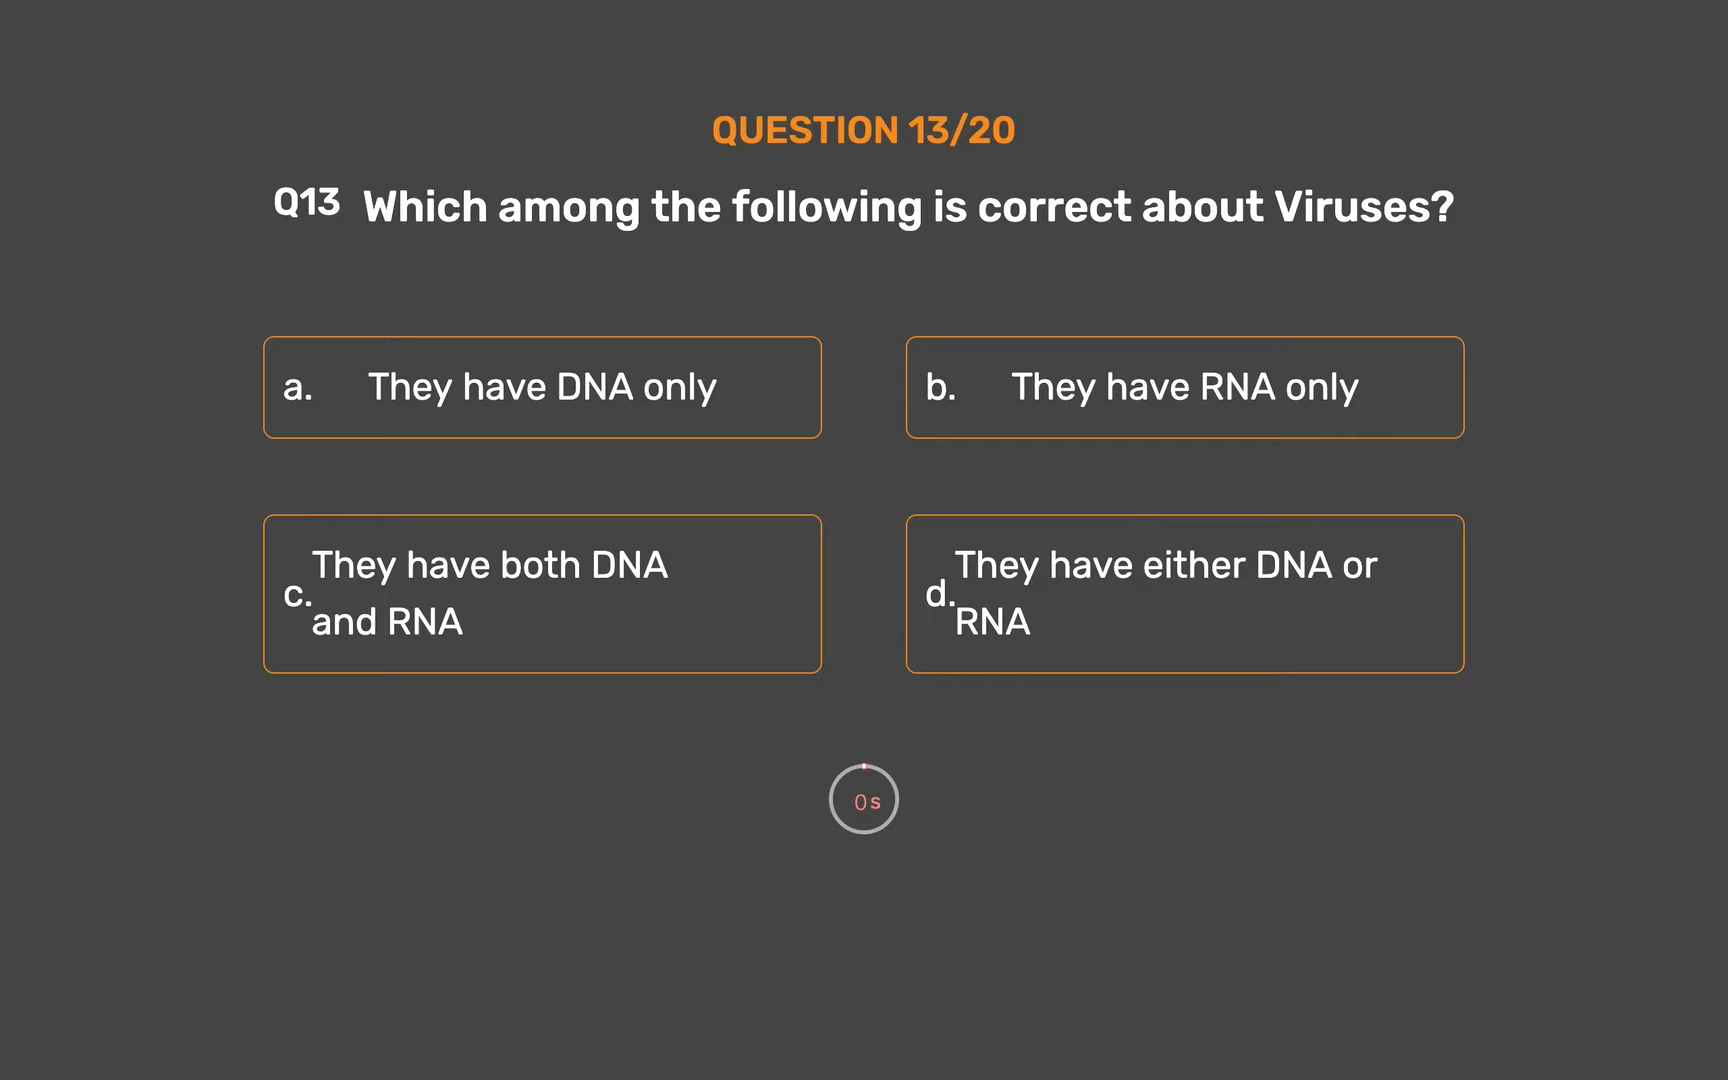 QUESTION 13/20
Q13 Which among the following is correct about Viruses?
a. They have DNA only
b. They have RNA only
c. They have both DNA
and RNA
d. They have either DNA or
RNA
0s